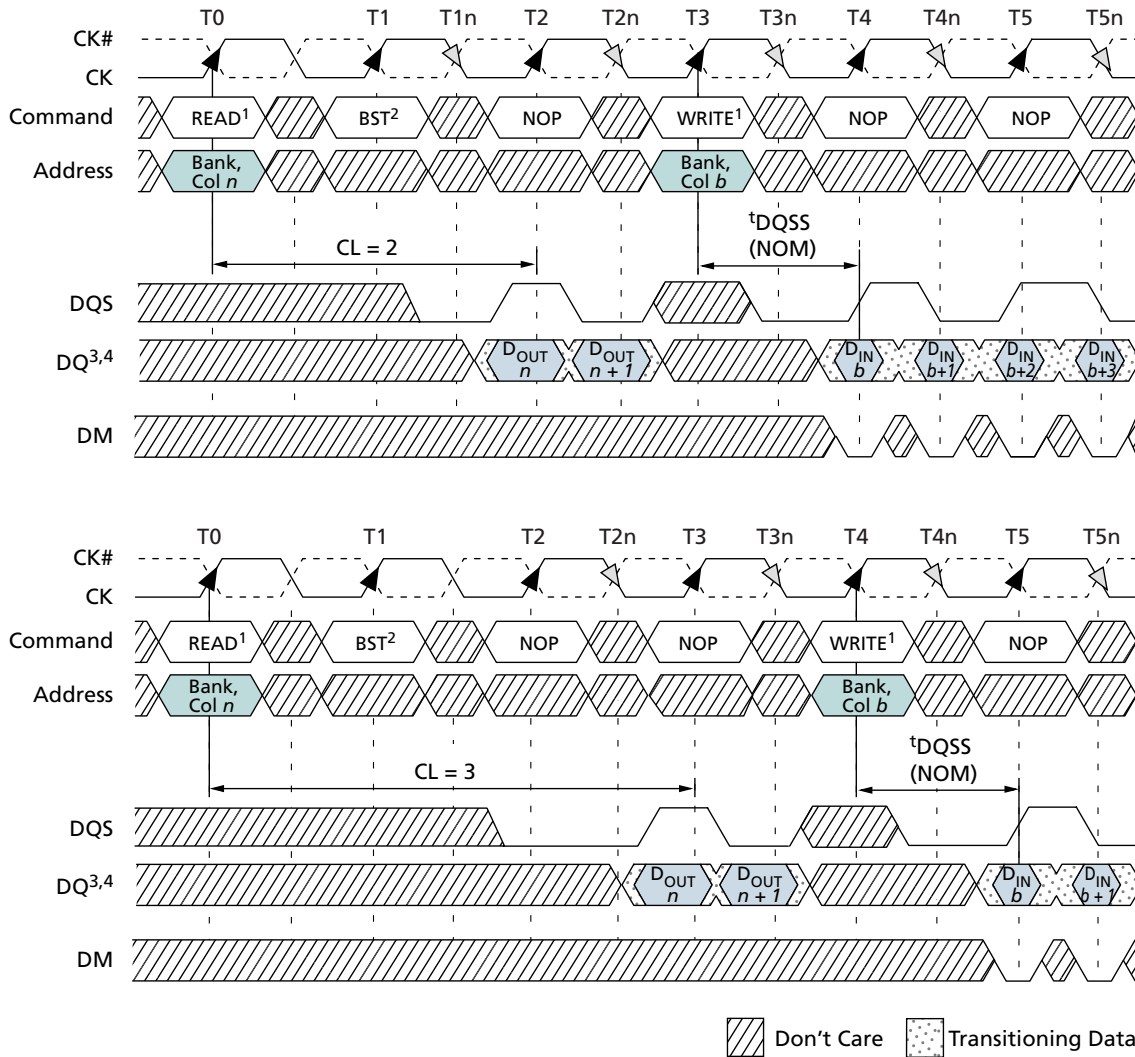 T0 T1 T1n T2 T2n T3 T3n T4 T4n T5 T5n
CK#
CK
Command READ¹ BST² NOP WRITE¹ NOP NOP
Address Bank, Col n Bank, Col b
CL = 2 tDQSS (NOM)
DQS
DQ³,⁴ DOUT n DOUT n + 1 DIN b DIN b+1 DIN b+2 DIN b+3
DM
T0 T1 T2 T2n T3 T3n T4 T4n T5 T5n
CK#
CK
Command READ¹ BST² NOP NOP WRITE¹ NOP
Address Bank, Col n Bank, Col b
CL = 3 tDQSS (NOM)
DQS
DQ³,⁴ DOUT n DOUT n + 1 DIN b DIN b + 1
DM
Don't Care Transitioning Data